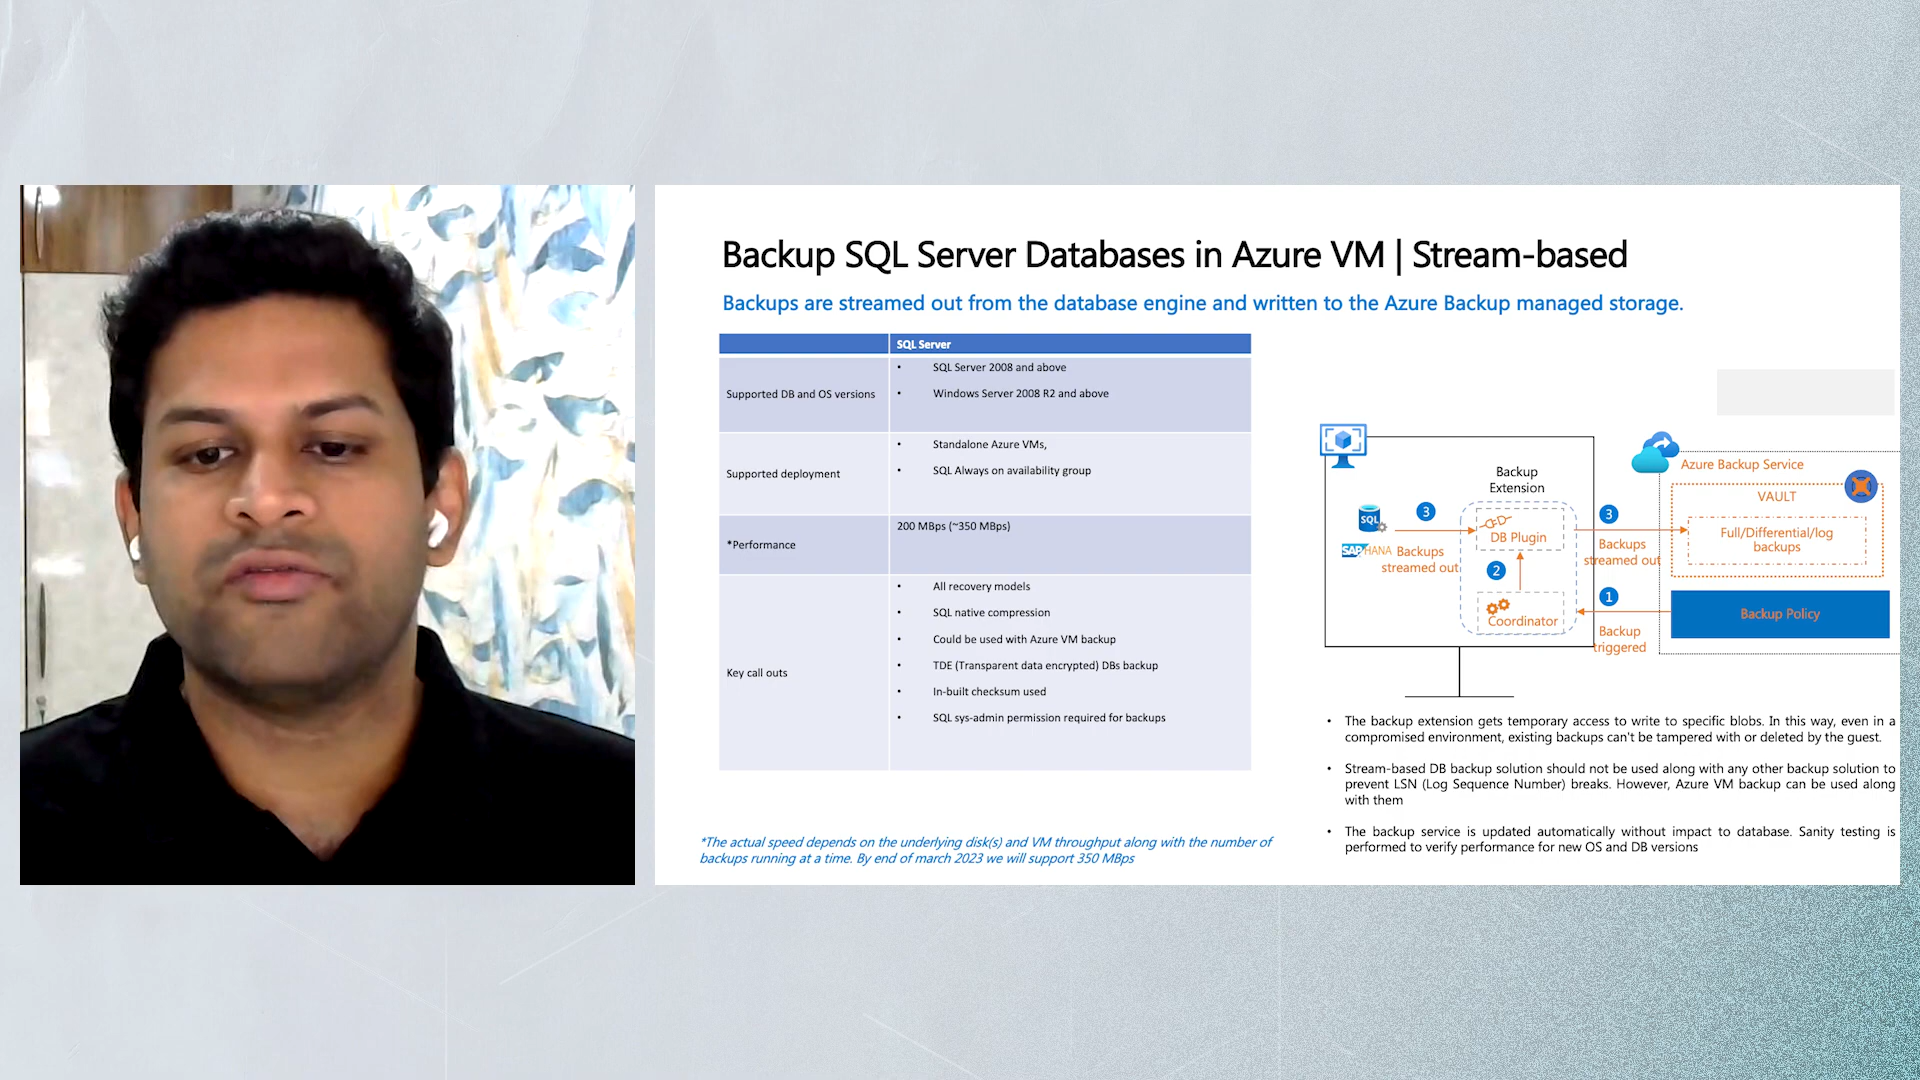 Backup SQL Server Databases in Azure VM | Stream-based
Backups are streamed out from the database engine and written to the Azure Backup managed storage.
SQL Server
Supported DB and OS versions
• SQL Server 2008 and above
• Windows Server 2008 R2 and above
Supported deployment
• Standalone Azure VMs,
• SQL Always on availability group
*Performance
200 MBps (~350 MBps)
Key call outs
• All recovery models
• SQL native compression
• Could be used with Azure VM backup
• TDE (Transparent data encrypted) DBs backup
• In-built checksum used
• SQL sys-admin permission required for backups
*The actual speed depends on the underlying disk(s) and VM throughput along with the number of
backups running at a time. By end of march 2023 we will support 350 MBps
Backup
Extension
SQL
SAP HANA
3
Backups
streamed out
DB Plugin
2
Coordinator
3
Backups
streamed out
1
Backup
triggered
Azure Backup Service
VAULT
Full/Differential/log
backups
Backup Policy
• The backup extension gets temporary access to write to specific blobs. In this way, even in a
compromised environment, existing backups can't be tampered with or deleted by the guest.
• Stream-based DB backup solution should not be used along with any other backup solution to
prevent LSN (Log Sequence Number) breaks. However, Azure VM backup can be used along
with them
• The backup service is updated automatically without impact to database. Sanity testing is
performed to verify performance for new OS and DB versions